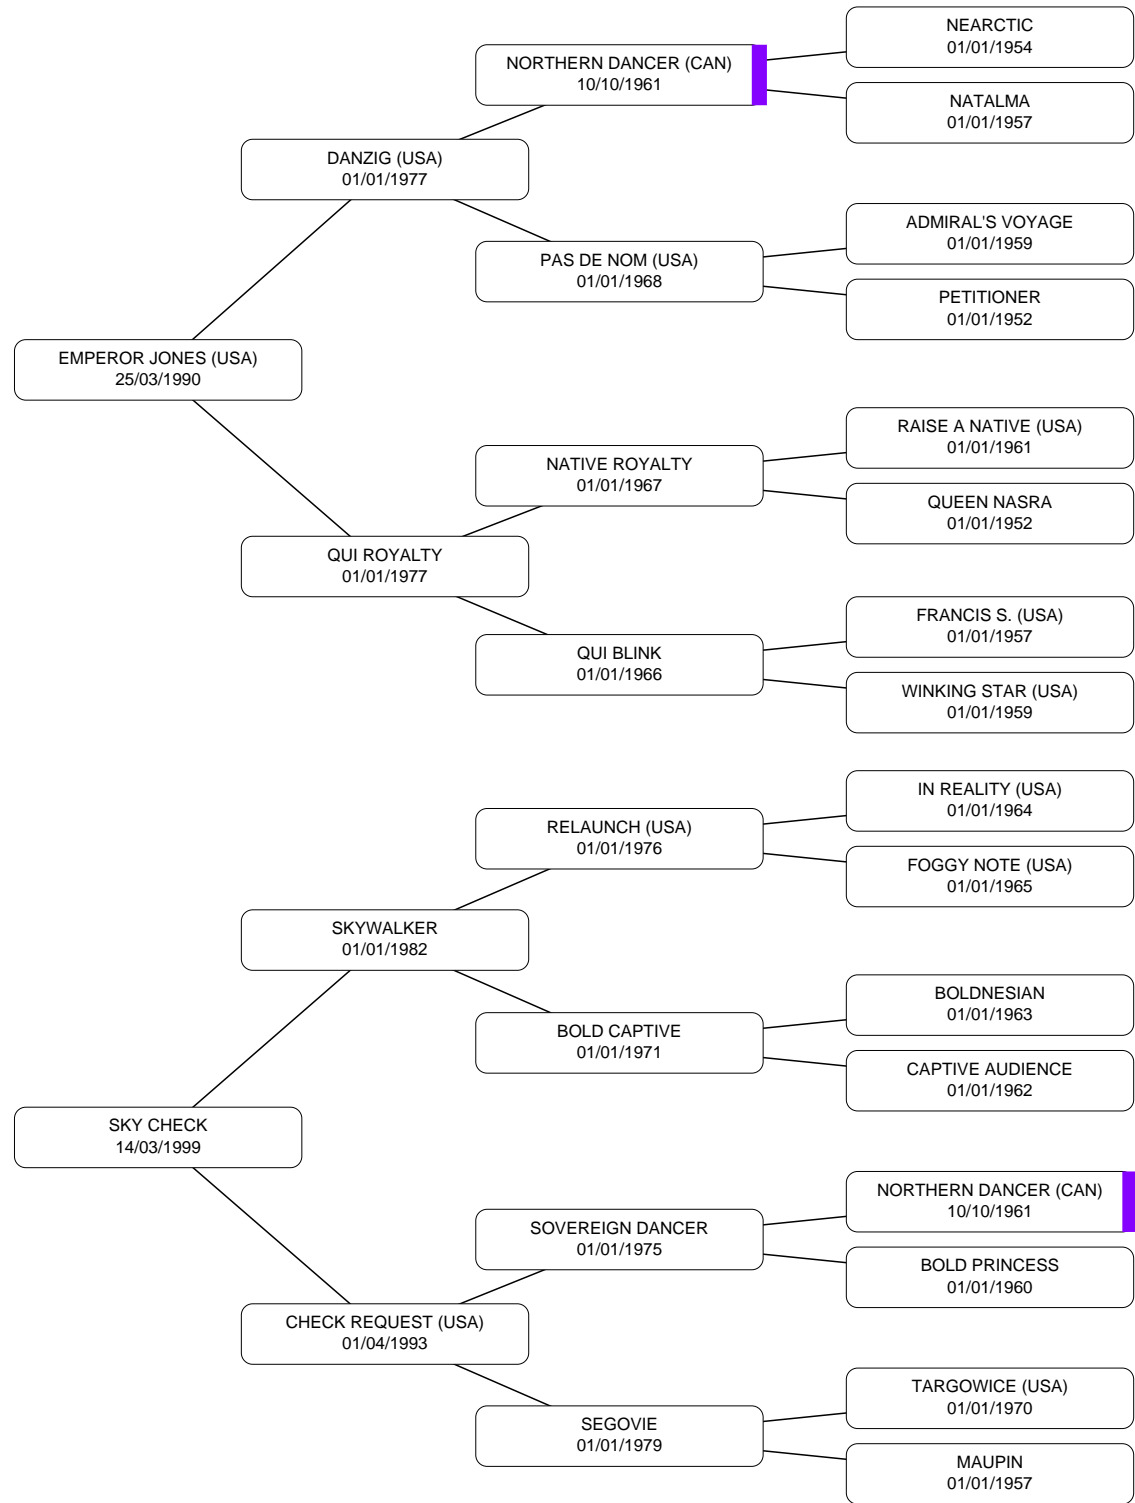 NEARCTIC
01/01/1954
NORTHERN DANCER (CAN)
10/10/1961
NATALMA
01/01/1957
DANZIG (USA)
01/01/1977
ADMIRAL'S VOYAGE
01/01/1959
PAS DE NOM (USA)
01/01/1968
PETITIONER
01/01/1952
EMPEROR JONES (USA)
25/03/1990
RAISE A NATIVE (USA)
01/01/1961
NATIVE ROYALTY
01/01/1967
QUEEN NASRA
01/01/1952
QUI ROYALTY
01/01/1977
FRANCIS S. (USA)
01/01/1957
QUI BLINK
01/01/1966
WINKING STAR (USA)
01/01/1959
IN REALITY (USA)
01/01/1964
RELAUNCH (USA)
01/01/1976
FOGGY NOTE (USA)
01/01/1965
SKYWALKER
01/01/1982
BOLDNESIAN
01/01/1963
BOLD CAPTIVE
01/01/1971
CAPTIVE AUDIENCE
01/01/1962
SKY CHECK
14/03/1999
NORTHERN DANCER (CAN)
10/10/1961
SOVEREIGN DANCER
01/01/1975
BOLD PRINCESS
01/01/1960
CHECK REQUEST (USA)
01/04/1993
TARGOWICE (USA)
01/01/1970
SEGOVIE
01/01/1979
MAUPIN
01/01/1957